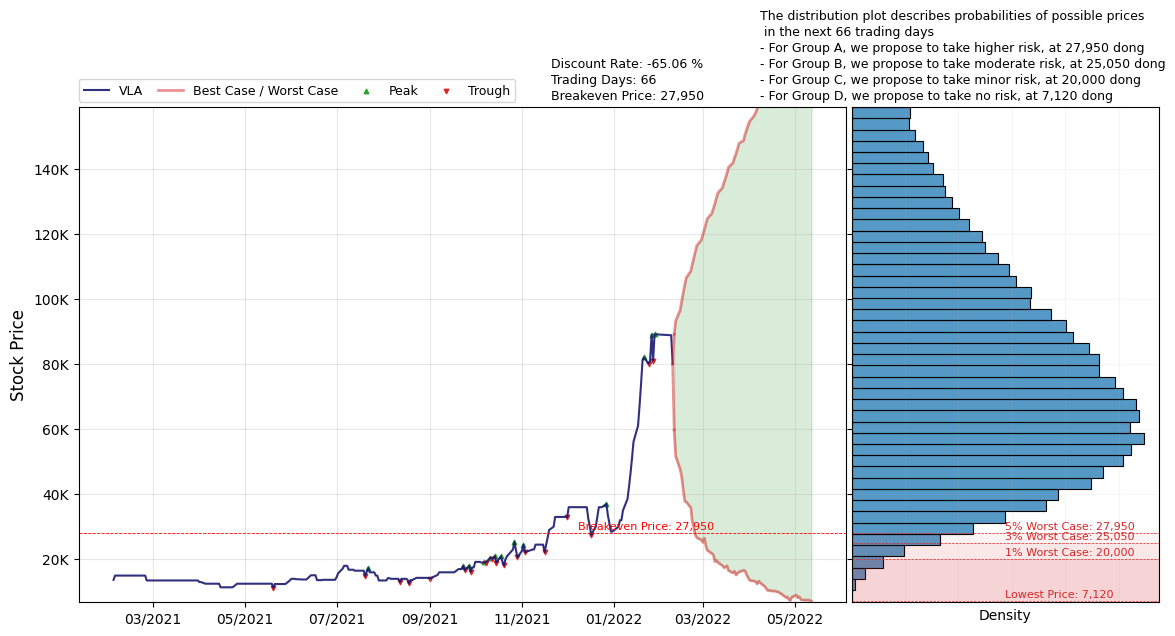 The distribution plot describes probabilities of possible prices
in the next 66 trading days
- For Group A, we propose to take higher risk, at 27,950 dong
- For Group B, we propose to take moderate risk, at 25,050 dong
- For Group C, we propose to take minor risk, at 20,000 dong
- For Group D, we propose to take no risk, at 7,120 dong
Discount Rate: -65.06 %
Trading Days: 66
Breakeven Price: 27,950
VLA
Best Case / Worst Case
Peak
Trough
Stock Price
140K
120K
100K
80K
60K
40K
20K
Breakeven Price: 27,950
03/2021
05/2021
07/2021
09/2021
11/2021
01/2022
03/2022
05/2022
5% Worst Case: 27,950
3% Worst Case: 25,050
1% Worst Case: 20,000
Lowest Price: 7,120
Density